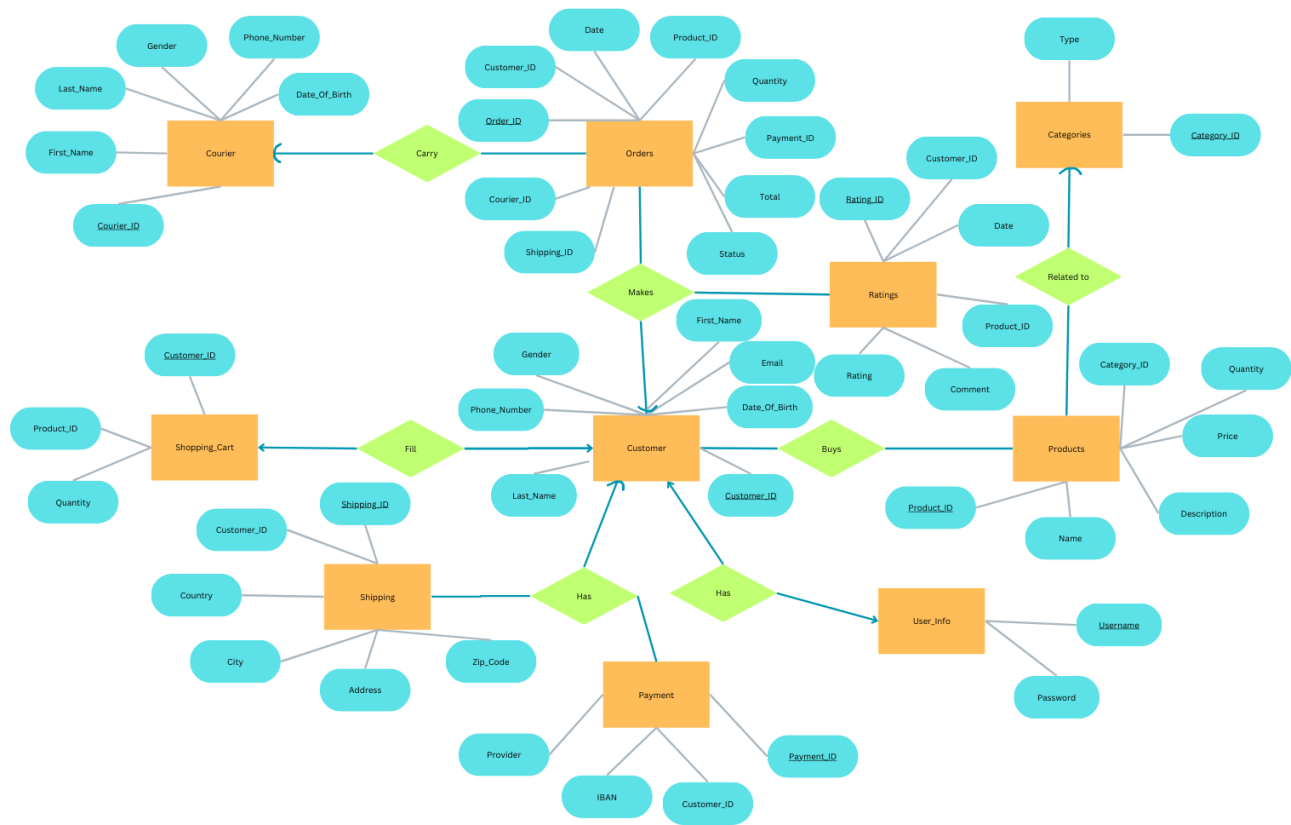 Date
Type
Phone_Number
Product_ID
Gender
Customer_ID
Quantity
Last_Name
Date_Of_Birth
Order_ID
Categories
Category_ID
Payment_ID
First_Name
Courier
Carry
Orders
Customer_ID
Total
Courier_ID
Rating_ID
Courier_ID
Date
Shipping_ID
Status
Related to
Makes
Ratings
First_Name
Product_ID
Customer_ID
Gender
Email
Rating
Comment
Category_ID
Quantity
Phone_Number
Date_Of_Birth
Product_ID
Price
Shopping_Cart
Fill
Customer
Buys
Products
Quantity
Last_Name
Customer_ID
Shipping_ID
Product_ID
Description
Customer_ID
Name
Country
Shipping
Has
Has
User_Info
Username
City
Address
Zip_Code
Payment
Password
Provider
Payment_ID
IBAN
Customer_ID